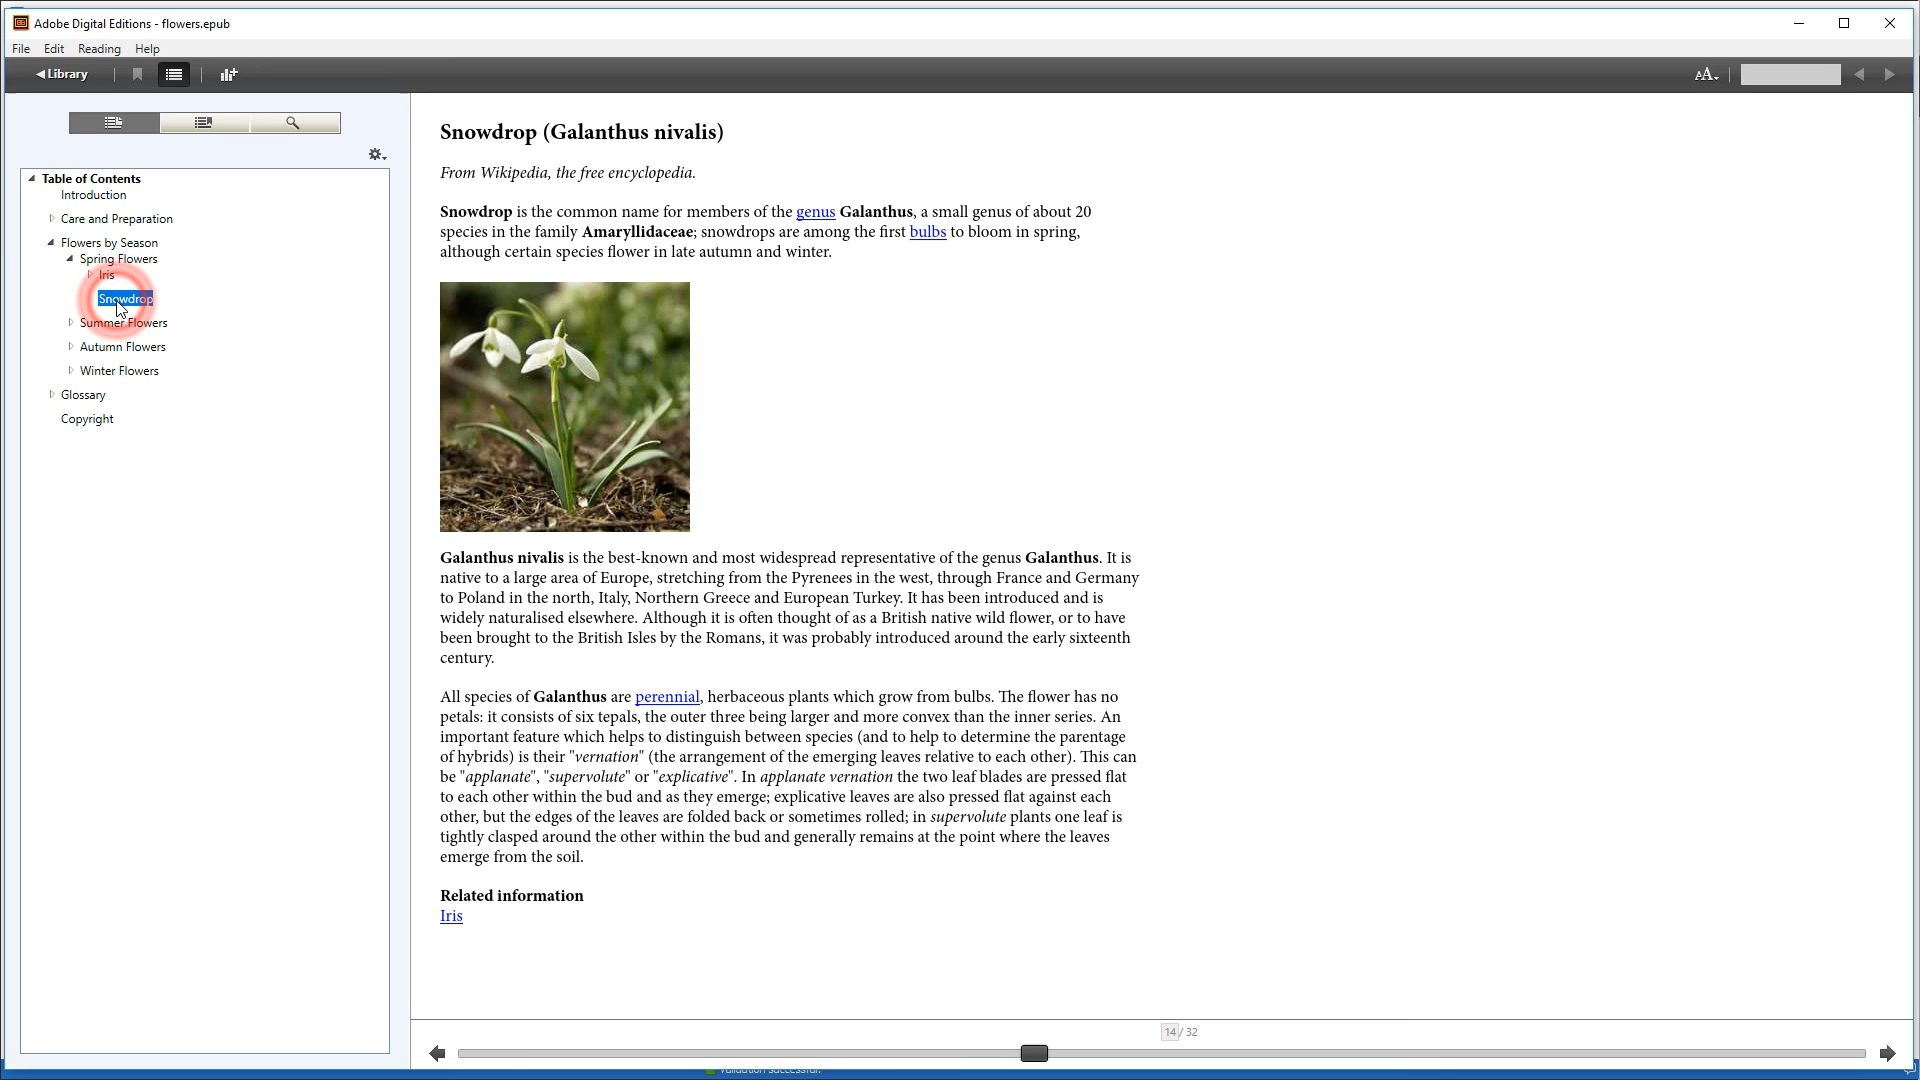 Adobe Digital Editions - flowers.epub
File Edit Reading Help
Library
AA
Table of Contents
Introduction
Care and Preparation
Flowers by Season
Spring Flowers
Iris
Snowdrop
Summer Flowers
Autumn Flowers
Winter Flowers
Glossary
Copyright
Snowdrop (Galanthus nivalis)
From Wikipedia, the free encyclopedia.
Snowdrop is the common name for members of the genus Galanthus, a small genus of about 20
species in the family Amaryllidaceae; snowdrops are among the first bulbs to bloom in spring,
although certain species flower in late autumn and winter.
Galanthus nivalis is the best-known and most widespread representative of the genus Galanthus. It is
native to a large area of Europe, stretching from the Pyrenees in the west, through France and Germany
to Poland in the north, Italy, Northern Greece and European Turkey. It has been introduced and is
widely naturalised elsewhere. Although it is often thought of as a British native wild flower, or to have
been brought to the British Isles by the Romans, it was probably introduced around the early sixteenth
century.
All species of Galanthus are perennial, herbaceous plants which grow from bulbs. The flower has no
petals: it consists of six tepals, the outer three being larger and more convex than the inner series. An
important feature which helps to distinguish between species (and to help to determine the parentage
of hybrids) is their "vernation" (the arrangement of the emerging leaves relative to each other). This can
be "applanate", "supervolute" or "explicative". In applanate vernation the two leaf blades are pressed flat
to each other within the bud and as they emerge; explicative leaves are also pressed flat against each
other, but the edges of the leaves are folded back or sometimes rolled; in supervolute plants one leaf is
tightly clasped around the other within the bud and generally remains at the point where the leaves
emerge from the soil.
Related information
Iris
14 / 32